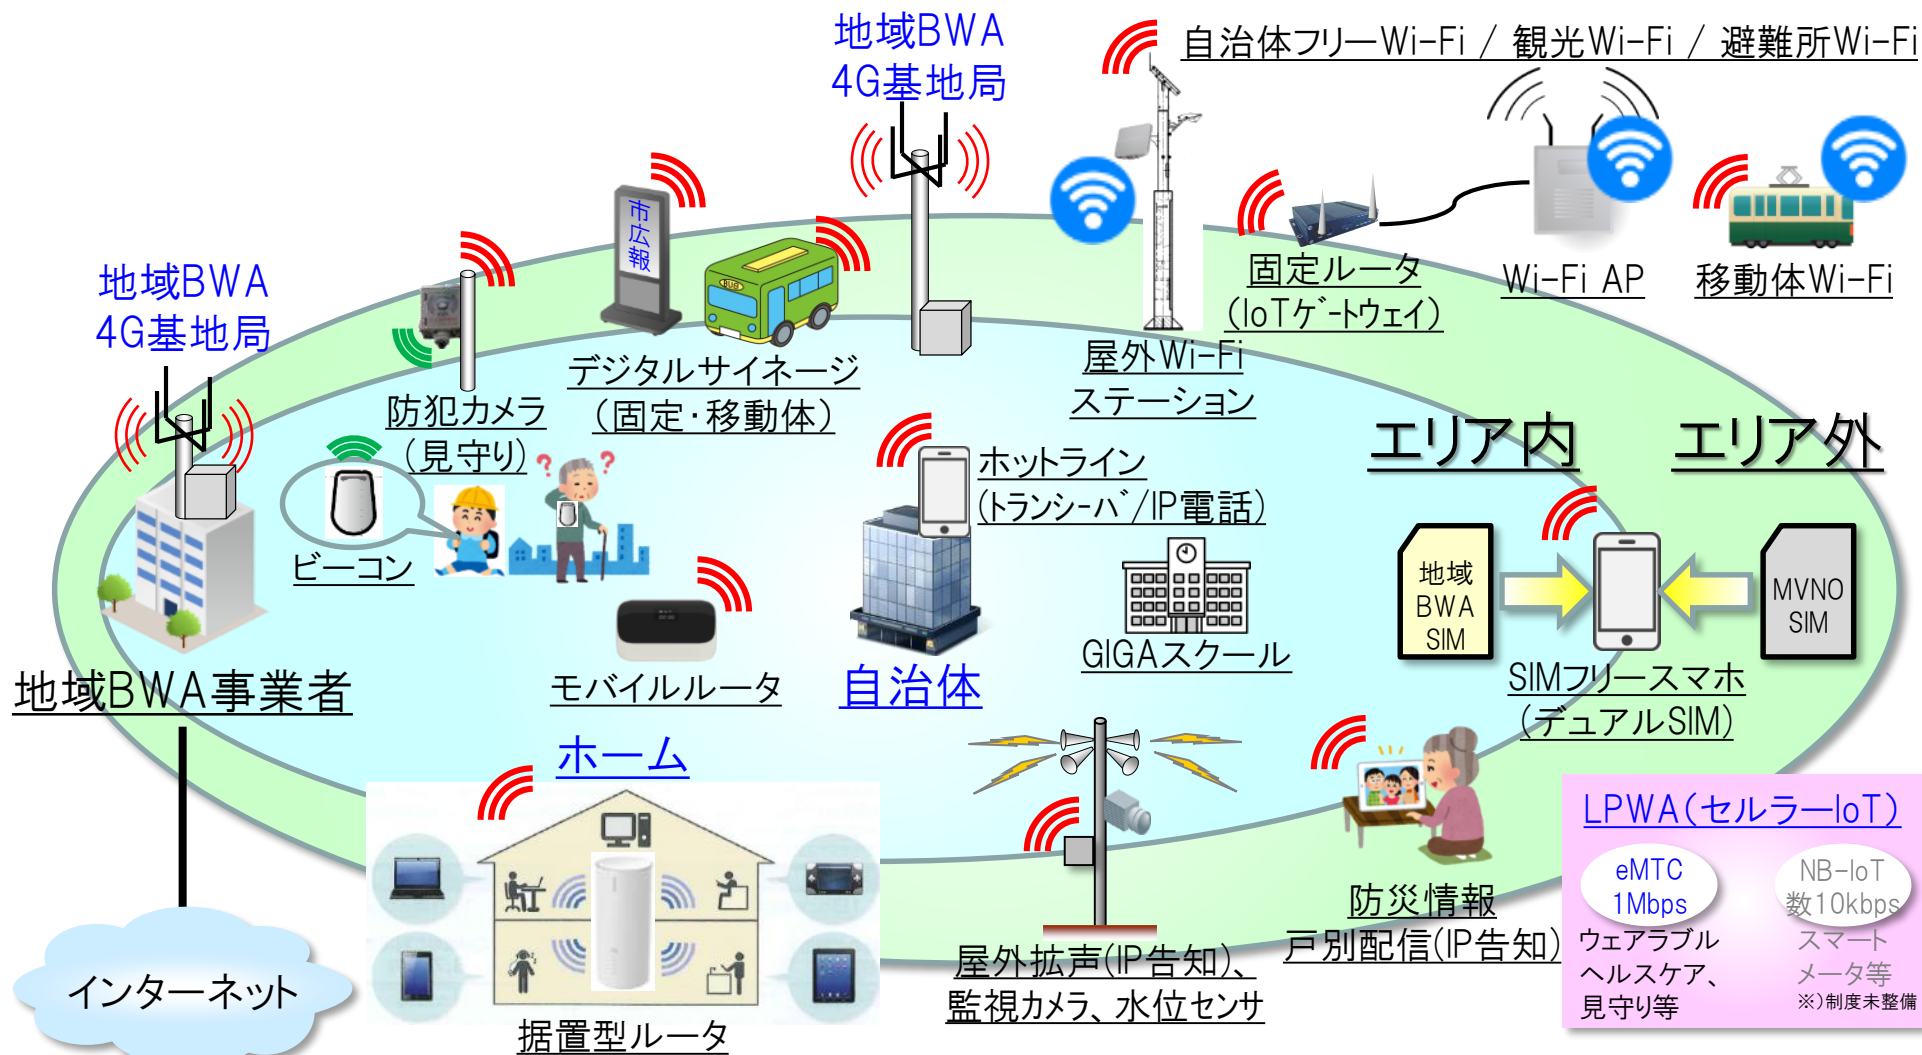 地域BWA
4G基地局
自治体フリーWi-Fi / 観光Wi-Fi / 避難所Wi-Fi
市広報
BUS
地域BWA
4G基地局
固定ルータ
(IoTゲートウェイ)
Wi-Fi AP
移動体Wi-Fi
デジタルサイネージ
(固定・移動体)
屋外Wi-Fi
ステーション
防犯カメラ
(見守り)
エリア内
エリア外
ホットライン
(トランシーバ/IP電話)
ビーコン
地域
BWA
SIM
MVNO
SIM
GIGAスクール
地域BWA事業者
モバイルルータ
自治体
SIMフリースマホ
(デュアルSIM)
ホーム
LPWA(セルラーIoT)
eMTC
1Mbps
NB-IoT
数10kbps
ウェアラブル
ヘルスケア、
見守り等
スマート
メータ等
※)制度未整備
防災情報
戸別配信(IP告知)
屋外拡声(IP告知)、
監視カメラ、水位センサ
インターネット
据置型ルータ